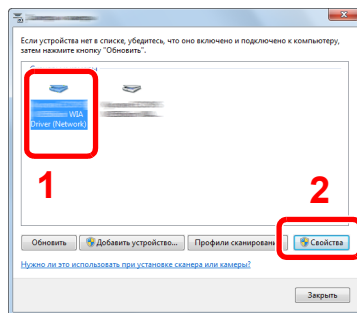 Если устройства нет в списке, убедитесь, что оно включено и подключено к компьютеру,
затем нажмите кнопку "Обновить".
WIA
Driver (Network)
1
2
Обновить
Добавить устройство...
Профили сканирован
Свойства
Нужно ли это использовать при установке сканера или камеры?
Закрыть